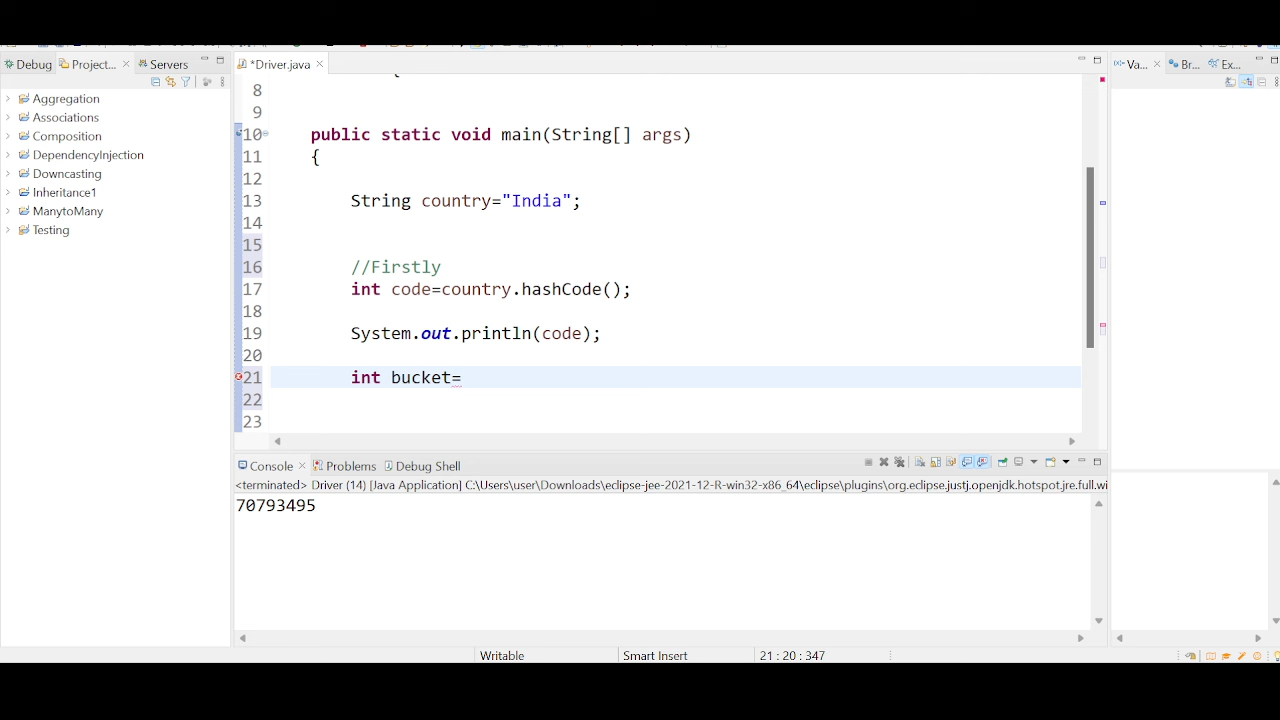 Debug Project... Servers
*Driver.java
Va... Br... Ex...
Aggregation
Associations
Composition
DependencyInjection
Downcasting
Inheritance1
ManytoMany
Testing
{
8
9
10 public static void main(String[] args)
11 {
12
13 String country="India";
14
15
16 //Firstly
17 int code=country.hashCode();
18
19 System.out.println(code);
20
21 int bucket=
22
23
Console Problems Debug Shell
<terminated> Driver (14) [Java Application] C:\Users\user\Downloads\eclipse-jee-2021-12-R-win32-x86_64\eclipse\plugins\org.eclipse.justj.openjdk.hotspot.jre.full.wi
70793495
Writable Smart Insert 21 : 20 : 347